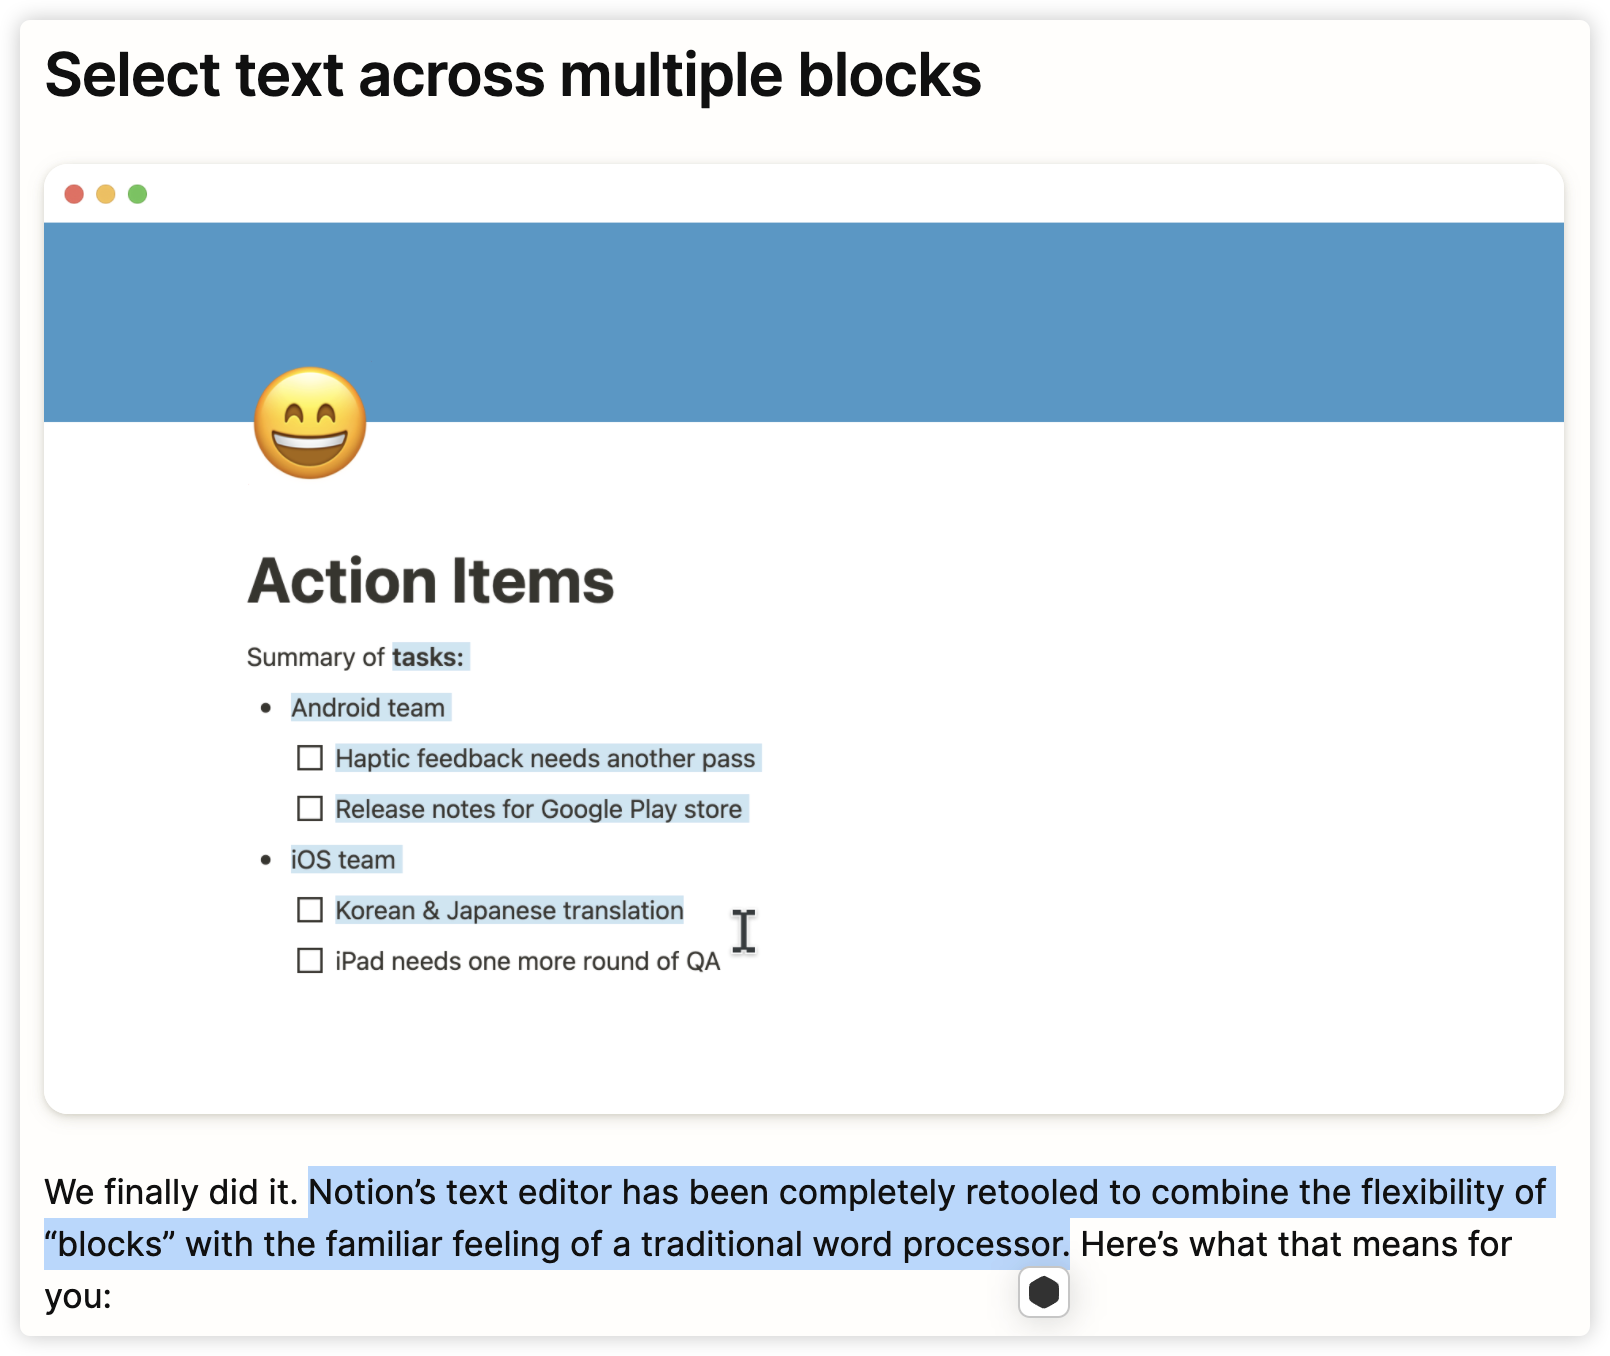 Select text across multiple blocks
Action Items
Summary of tasks:
Android team
Haptic feedback needs another pass
Release notes for Google Play store
iOS team
Korean & Japanese translation
iPad needs one more round of QA
We finally did it. Notion’s text editor has been completely retooled to combine the flexibility of
“blocks” with the familiar feeling of a traditional word processor. Here’s what that means for
you: